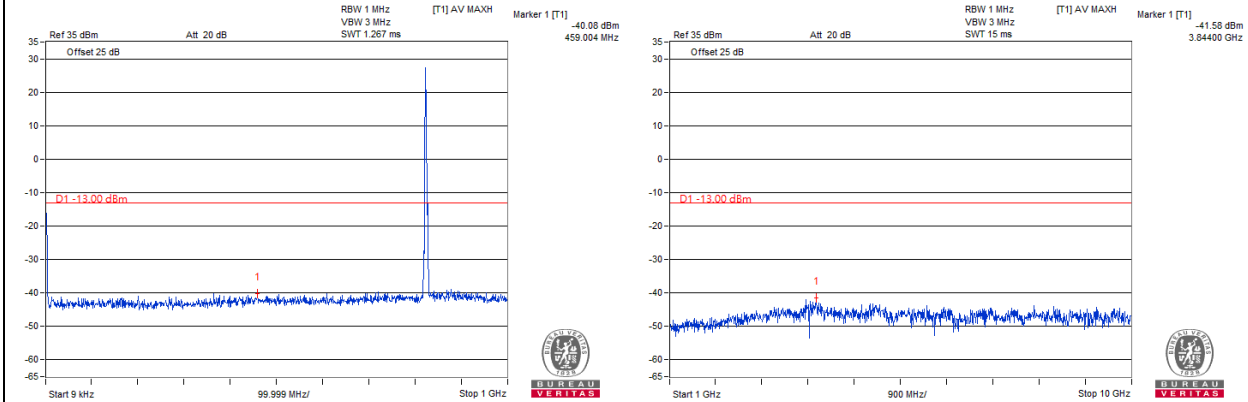 RBW 1 MHz [T1] AV MAXH Marker 1 [T1]
VBW 3 MHz -40.08 dBm
Ref 35 dBm Att 20 dB SWT 1.267 ms 459.004 MHz
35
Offset 25 dB
30
20
10
0
-10
D1 -13.00 dBm
-20
-30
1
-40
-50
-60
-65
Start 9 kHz 99.999 MHz/ Stop 1 GHz
BUREAU VERITAS
1828
BUREAU
VERITAS
RBW 1 MHz [T1] AV MAXH Marker 1 [T1]
VBW 3 MHz -41.58 dBm
Ref 35 dBm Att 20 dB SWT 15 ms 3.84400 GHz
35
Offset 25 dB
30
20
10
0
-10
D1 -13.00 dBm
-20
-30
1
-40
-50
-60
-65
Start 1 GHz 900 MHz/ Stop 10 GHz
BUREAU VERITAS
1828
BUREAU
VERITAS